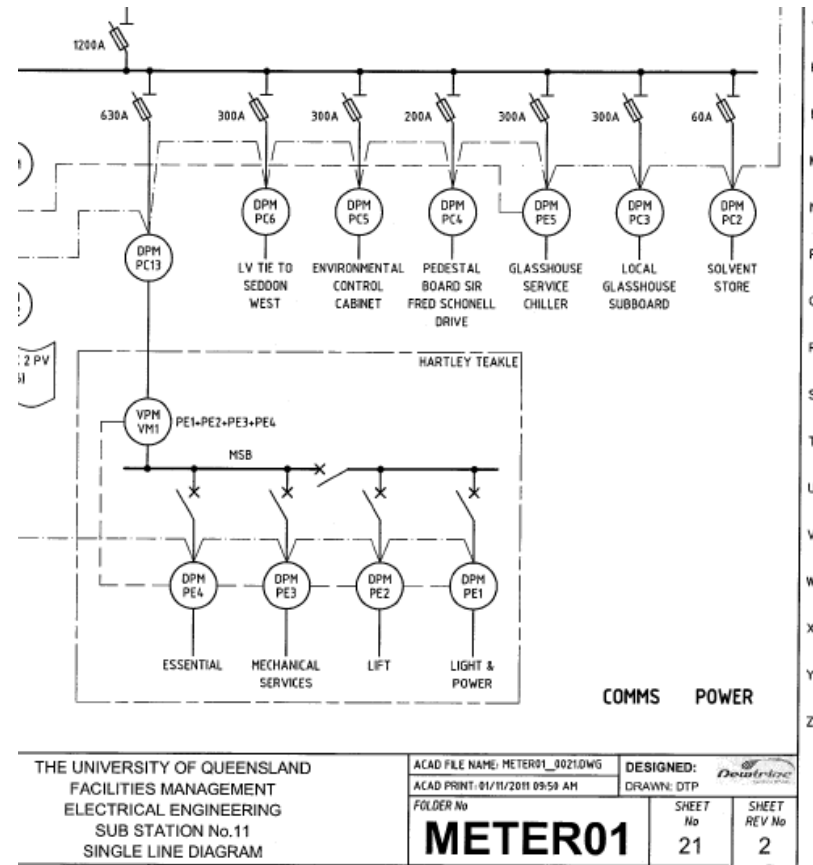 1200A
630A
300A
300A
200A
300A
300A
60A
DPM
PC6
DPM
PC5
DPM
PC4
DPM
PE5
DPM
PC3
DPM
PC2
DPM
PC13
LV TIE TO
SEDDON
WEST
ENVIRONMENTAL
CONTROL
CABINET
PEDESTAL
BOARD SIR
FRED SCHONELL
DRIVE
GLASSHOUSE
SERVICE
CHILLER
LOCAL
GLASSHOUSE
SUBBOARD
SOLVENT
STORE
2 PV
HARTLEY TEAKLE
VPM
VM1
PE1+PE2+PE3+PE4
MSB
DPM
PE4
DPM
PE3
DPM
PE2
DPM
PE1
ESSENTIAL
MECHANICAL
SERVICES
LIFT
LIGHT &
POWER
COMMS POWER
THE UNIVERSITY OF QUEENSLAND
FACILITIES MANAGEMENT
ELECTRICAL ENGINEERING
SUB STATION No.11
SINGLE LINE DIAGRAM
ACAD FILE NAME: METER01_0021.DWG
ACAD PRINT: 01/11/2011 09:50 AM
DESIGNED:
DRAWN: DTP
FOLDER No
METER01
SHEET
No
21
SHEET
REV No
2